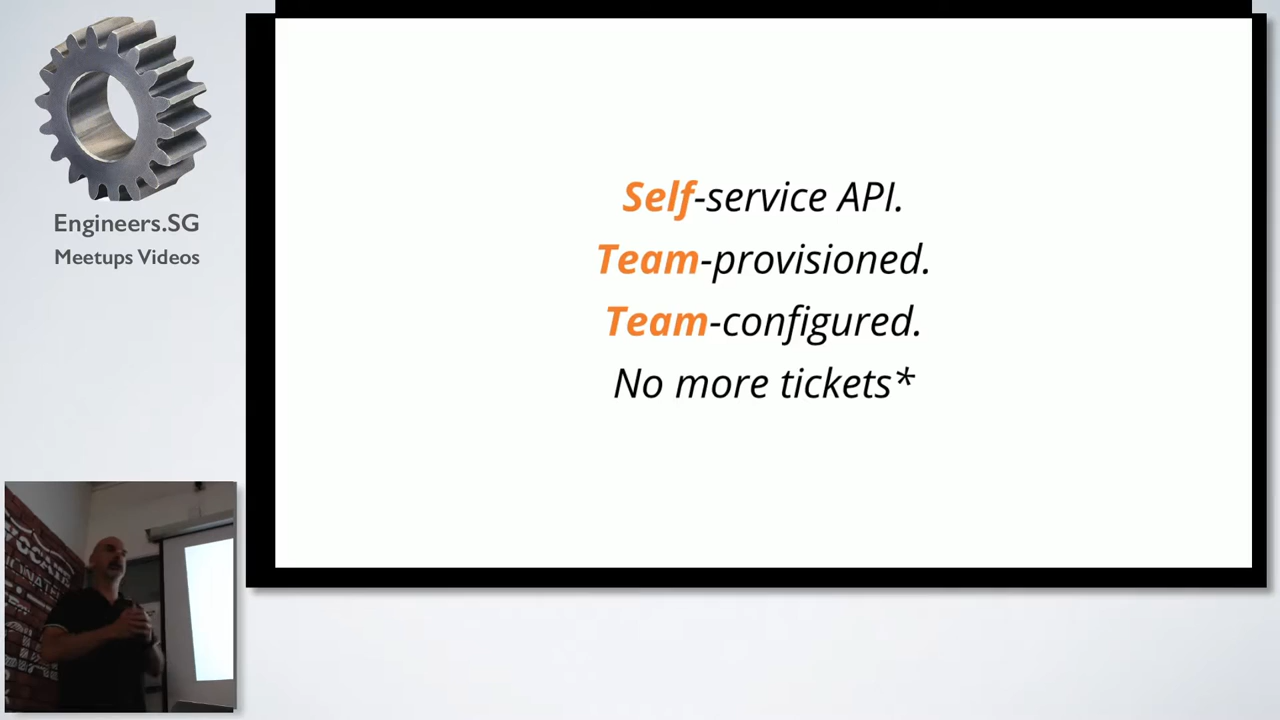 Engineers.SG
Meetups Videos
Self-service API.
Team-provisioned.
Team-configured.
No more tickets*